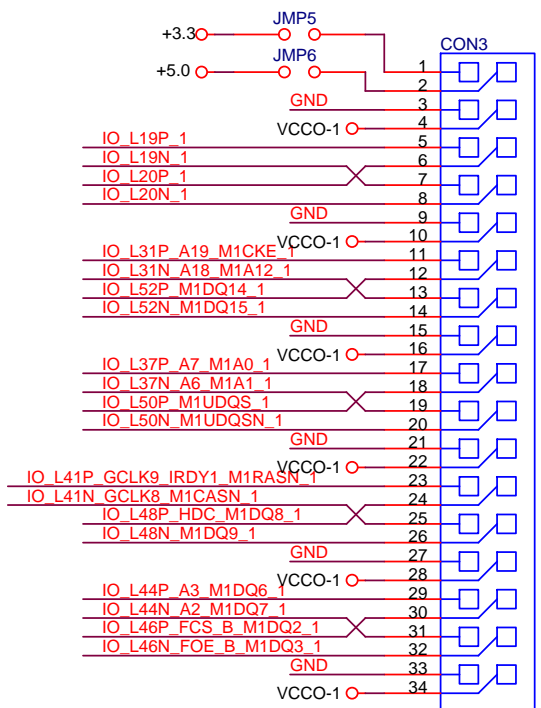 JMP5
+3.3
CON3
JMP6
1
+5.0
2
GND
3
VCCO-1
4
IO_L19P_1
5
IO_L19N_1
6
IO_L20P_1
7
IO_L20N_1
8
GND
9
VCCO-1
10
IO_L31P_A19_M1CKE_1
11
IO_L31N_A18_M1A12_1
12
IO_L52P_M1DQ14_1
13
IO_L52N_M1DQ15_1
14
GND
15
VCCO-1
16
IO_L37P_A7_M1A0_1
17
IO_L37N_A6_M1A1_1
18
IO_L50P_M1UDQS_1
19
IO_L50N_M1UDQSN_1
20
GND
21
VCCO-1
22
IO_L41P_GCLK9_IRDY1_M1RASN_1
23
IO_L41N_GCLK8_M1CASN_1
24
IO_L48P_HDC_M1DQ8_1
25
IO_L48N_M1DQ9_1
26
GND
27
VCCO-1
28
IO_L44P_A3_M1DQ6_1
29
IO_L44N_A2_M1DQ7_1
30
IO_L46P_FCS_B_M1DQ2_1
31
IO_L46N_FOE_B_M1DQ3_1
32
GND
33
VCCO-1
34